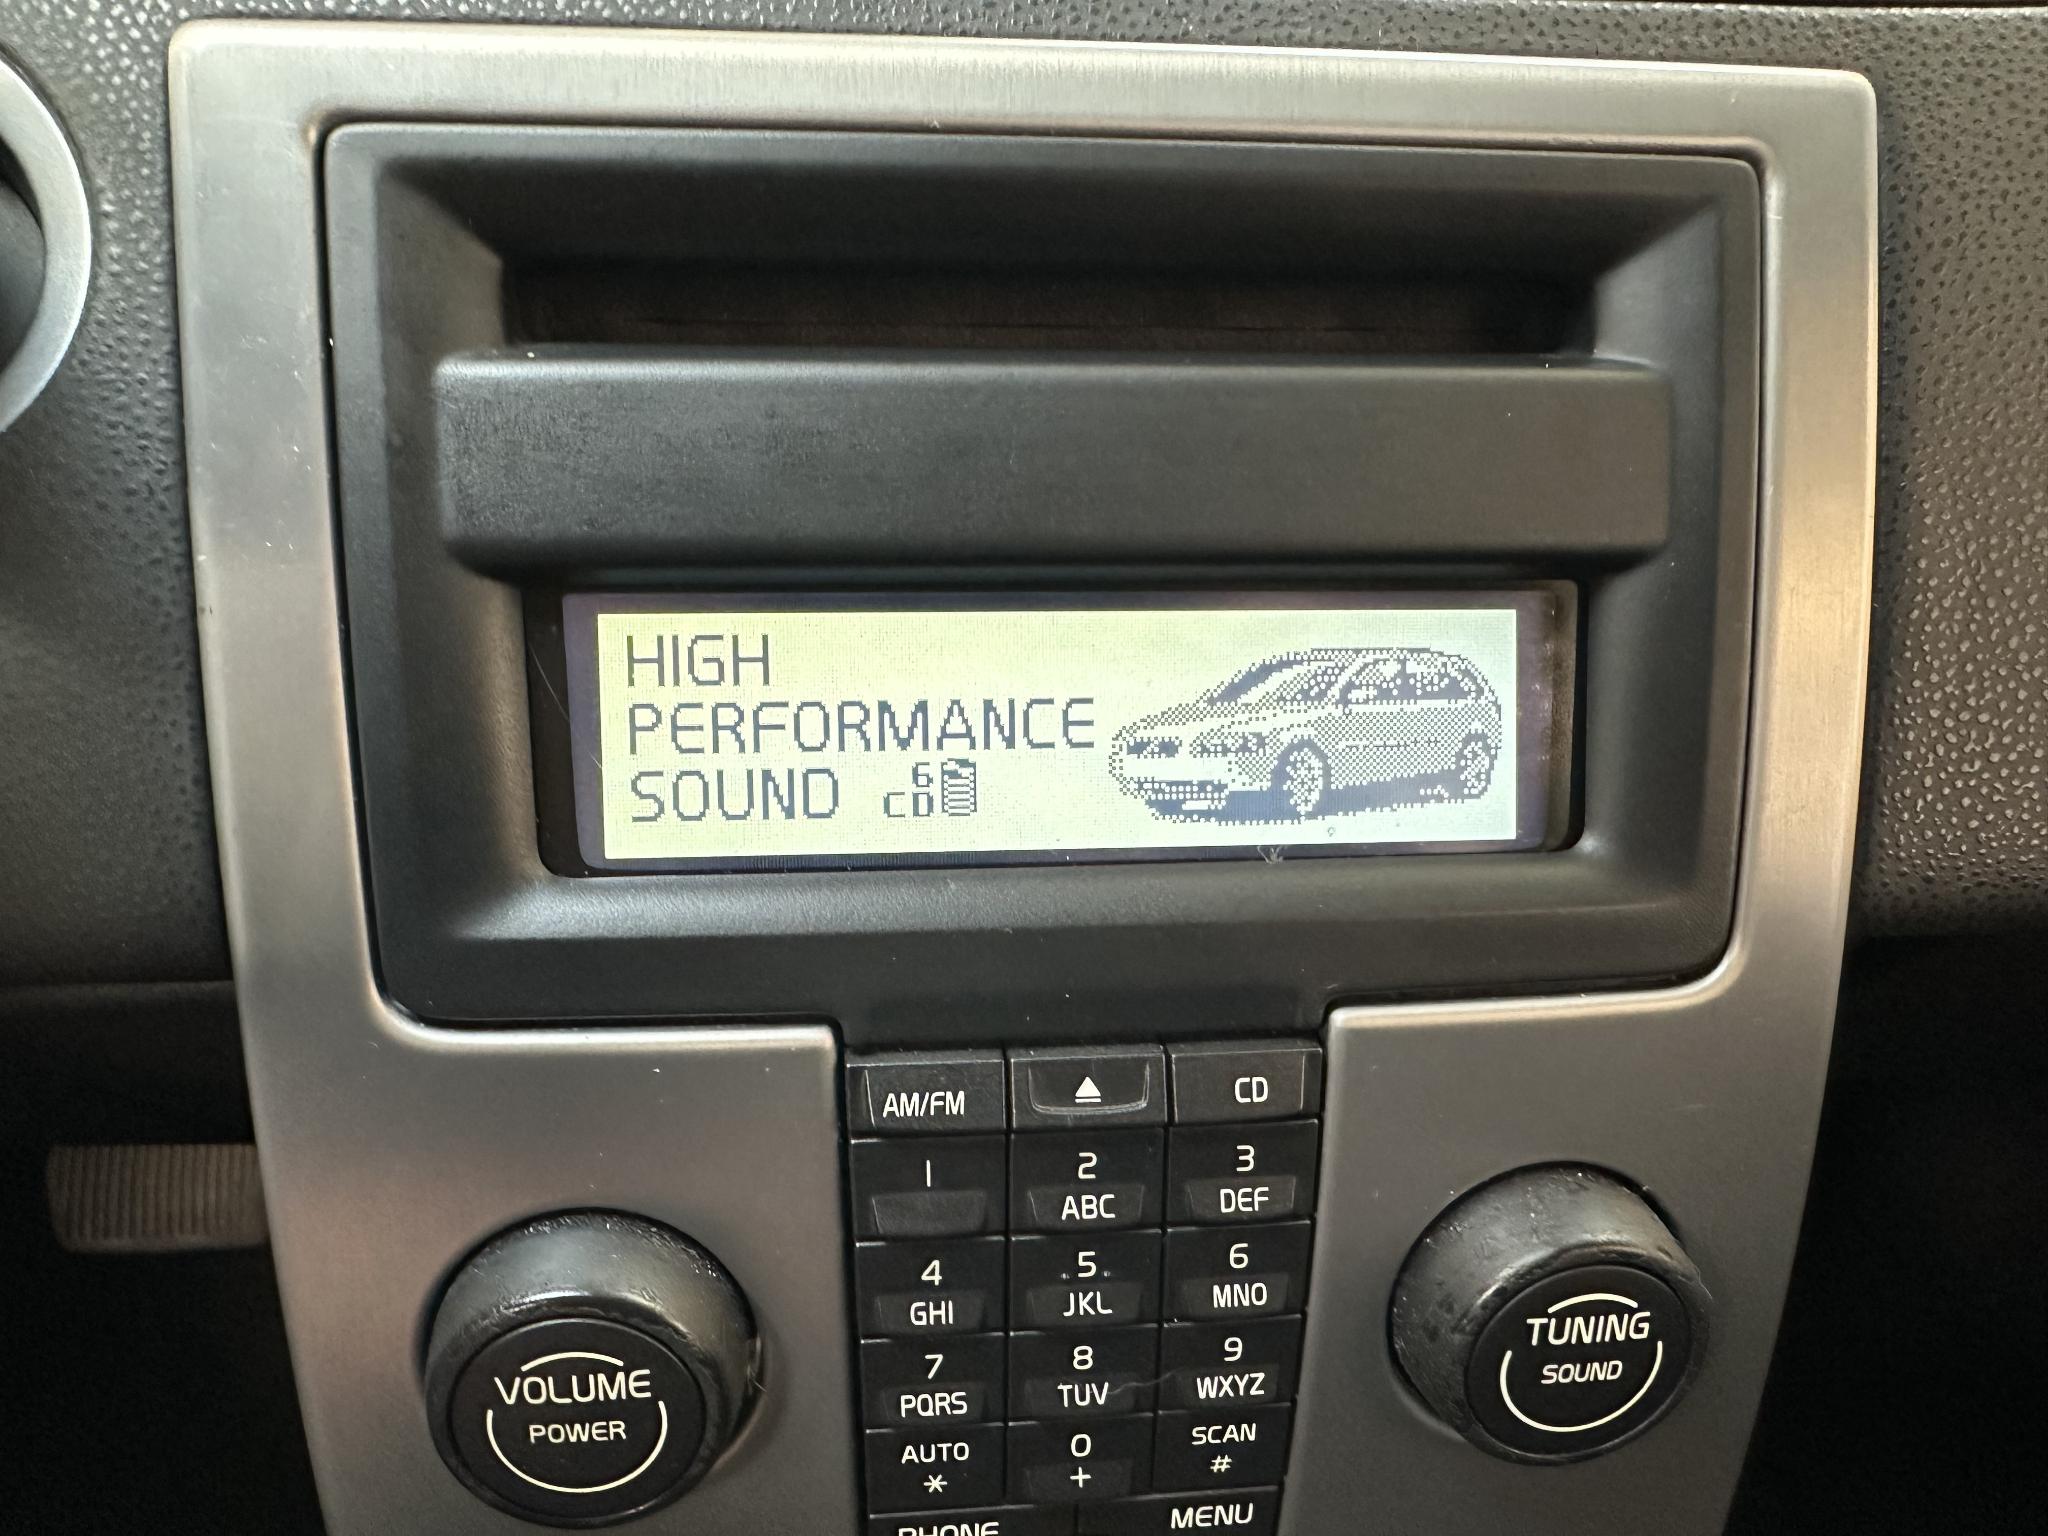 HIGH
PERFORMANCE
SOUND 6 CD
AM/FM
CD
1
2
ABC
3
DEF
4
GHI
5
JKL
6
MNO
7
PQRS
8
TUV
9
WXYZ
AUTO
*
0
+
SCAN
#
PHONE
MENU
VOLUME
POWER
TUNING
SOUND